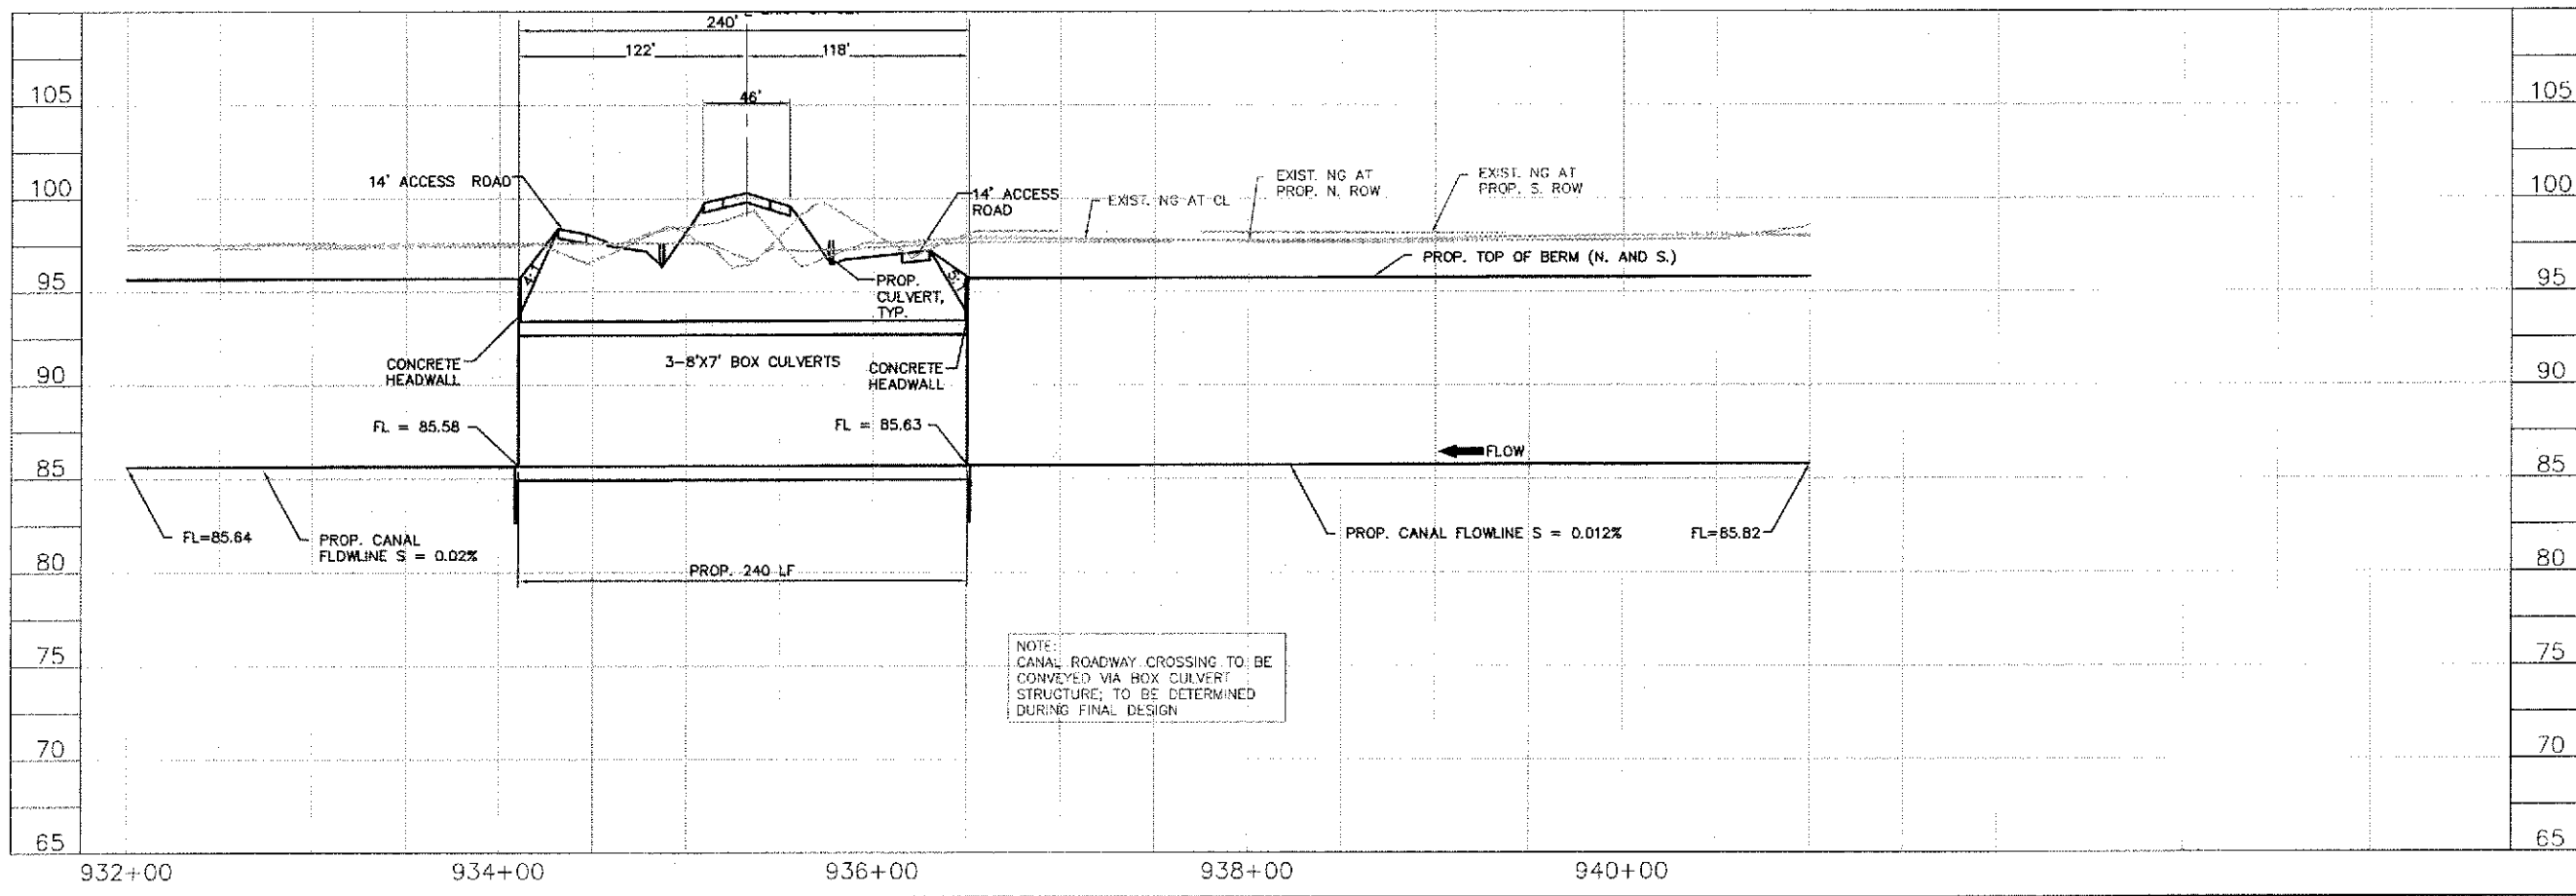 240'
122'
118'
46'
105
105
14' ACCESS ROAD
100
100
14' ACCESS
ROAD
EXIST. NG AT CL
EXIST. NG AT
PROP. N. ROW
EXIST. NG AT
PROP. S. ROW
PROP. TOP OF BERM (N. AND S.)
95
95
PROP.
CULVERT,
TYP.
CONCRETE
HEADWALL
3-8'X7' BOX CULVERTS
CONCRETE
HEADWALL
90
90
FL = 85.58
FL = 85.63
FLOW
85
85
FL=85.64
PROP. CANAL
FLOWLINE S = 0.02%
PROP. CANAL FLOWLINE S = 0.012%
FL=85.82
80
80
PROP. 240 LF
NOTE:
CANAL ROADWAY CROSSING TO BE
CONVEYED VIA BOX CULVERT
STRUCTURE; TO BE DETERMINED
DURING FINAL DESIGN
75
75
70
70
65
65
932+00
934+00
936+00
938+00
940+00